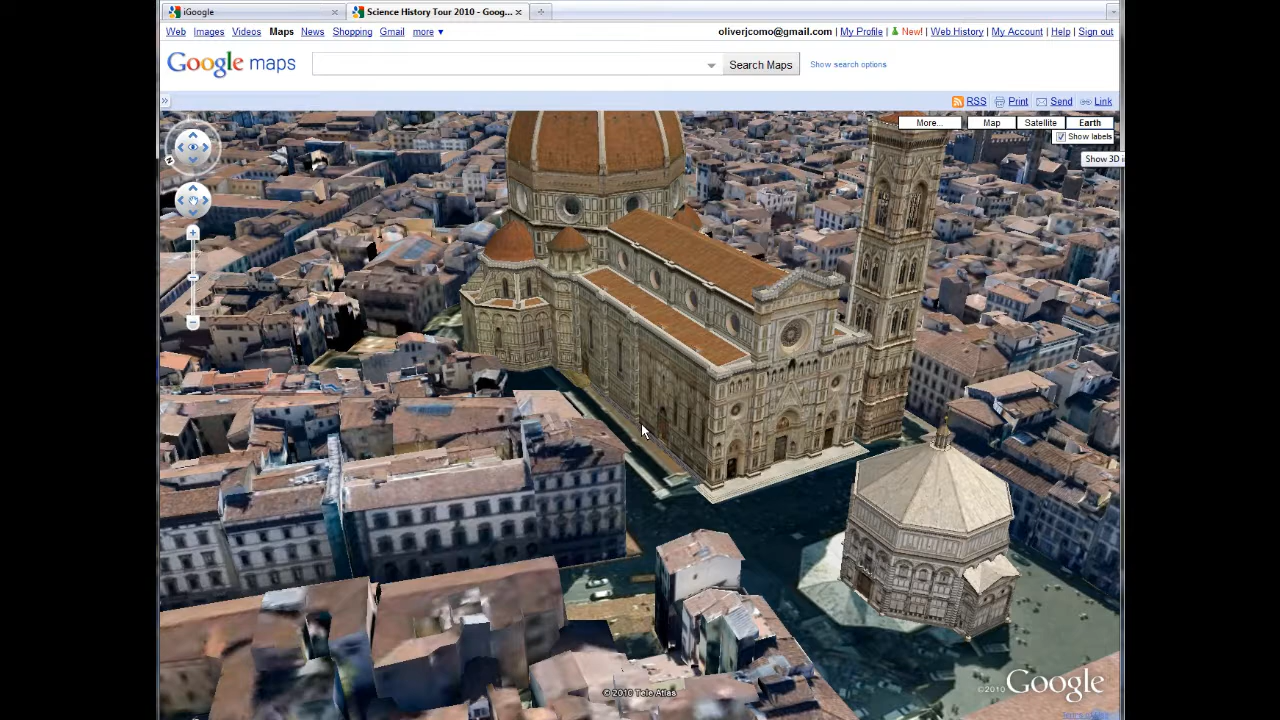 iGoogle
Science History Tour 2010 - Goog...
Web Images Videos Maps News Shopping Gmail more ▼
oliverjcomo@gmail.com | My Profile | New! | Web History | My Account | Help | Sign out
Google maps
Search Maps
Show search options
RSS Print Send Link
More... Map Satellite Earth
Show labels
Show 3D i
© 2010 Tele Atlas
©2010 Google